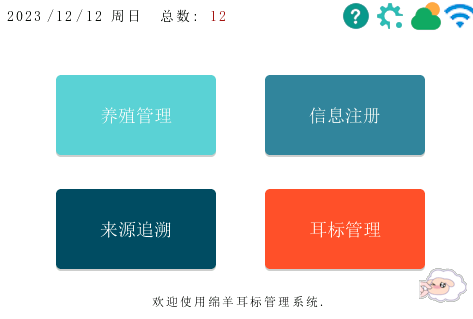 2023/12/12 周日 总数: 12
养殖管理
信息注册
来源追溯
耳标管理
欢迎使用绵羊耳标管理系统.